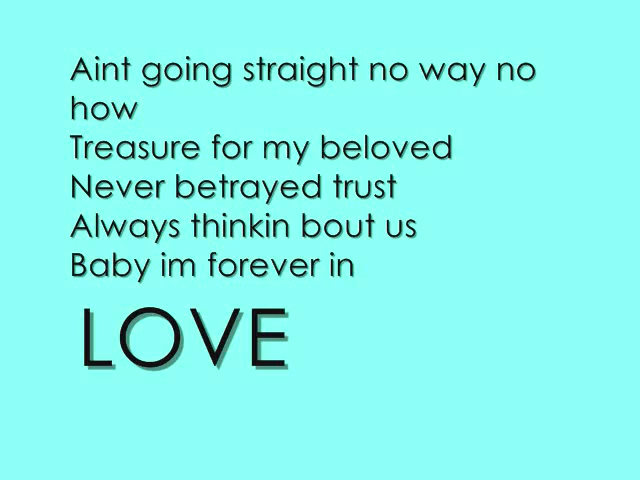 Aint going straight no way no
how
Treasure for my beloved
Never betrayed trust
Always thinkin bout us
Baby im forever in
LOVE